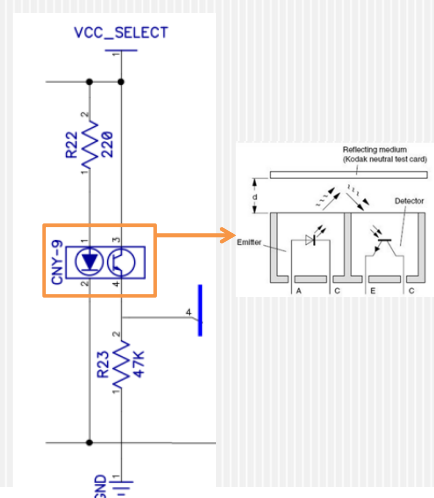 VCC_SELECT
1
2
R22
220
1
CNY-9
1
3
2
4
4
2
R23
47K
1
1
GND
Reflecting medium
(Kodak neutral test card)
d
Detector
Emitter
A
C
E
C